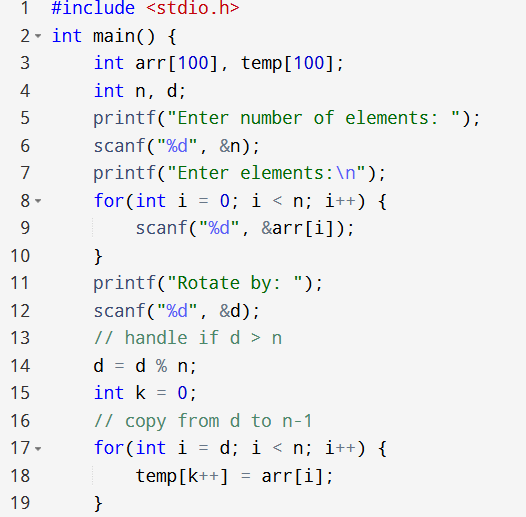 1 #include <stdio.h>
2 int main() {
3     int arr[100], temp[100];
4     int n, d;
5     printf("Enter number of elements: ");
6     scanf("%d", &n);
7     printf("Enter elements:\n");
8     for(int i = 0; i < n; i++) {
9         scanf("%d", &arr[i]);
10     }
11     printf("Rotate by: ");
12     scanf("%d", &d);
13     // handle if d > n
14     d = d % n;
15     int k = 0;
16     // copy from d to n-1
17     for(int i = d; i < n; i++) {
18         temp[k++] = arr[i];
19     }